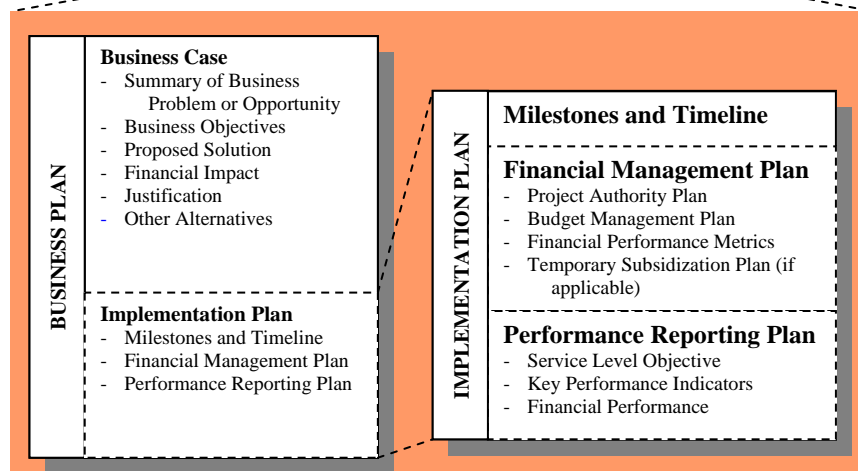 BUSINESS PLAN
Business Case
- Summary of Business
Problem or Opportunity
- Business Objectives
- Proposed Solution
- Financial Impact
- Justification
- Other Alternatives
Implementation Plan
- Milestones and Timeline
- Financial Management Plan
- Performance Reporting Plan
IMPLEMENTATION PLAN
Milestones and Timeline
Financial Management Plan
- Project Authority Plan
- Budget Management Plan
- Financial Performance Metrics
- Temporary Subsidization Plan (if
applicable)
Performance Reporting Plan
- Service Level Objective
- Key Performance Indicators
- Financial Performance